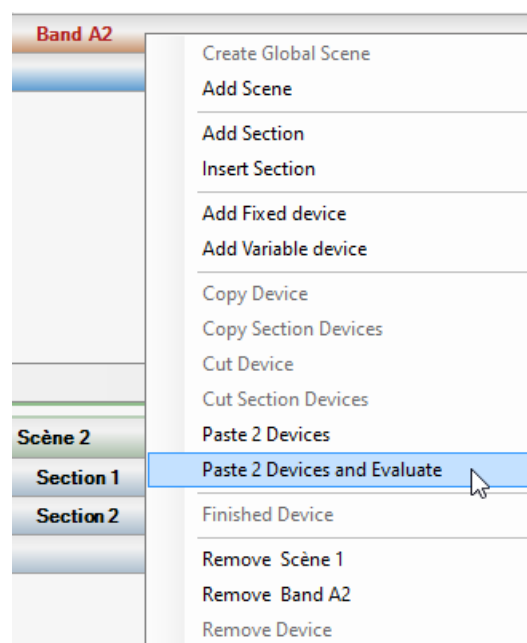 Band A2
Create Global Scene
Add Scene
Add Section
Insert Section
Add Fixed device
Add Variable device
Copy Device
Copy Section Devices
Cut Device
Cut Section Devices
Scène 2
Paste 2 Devices
Section 1
Paste 2 Devices and Evaluate
Section 2
Finished Device
Remove Scène 1
Remove Band A2
Remove Device